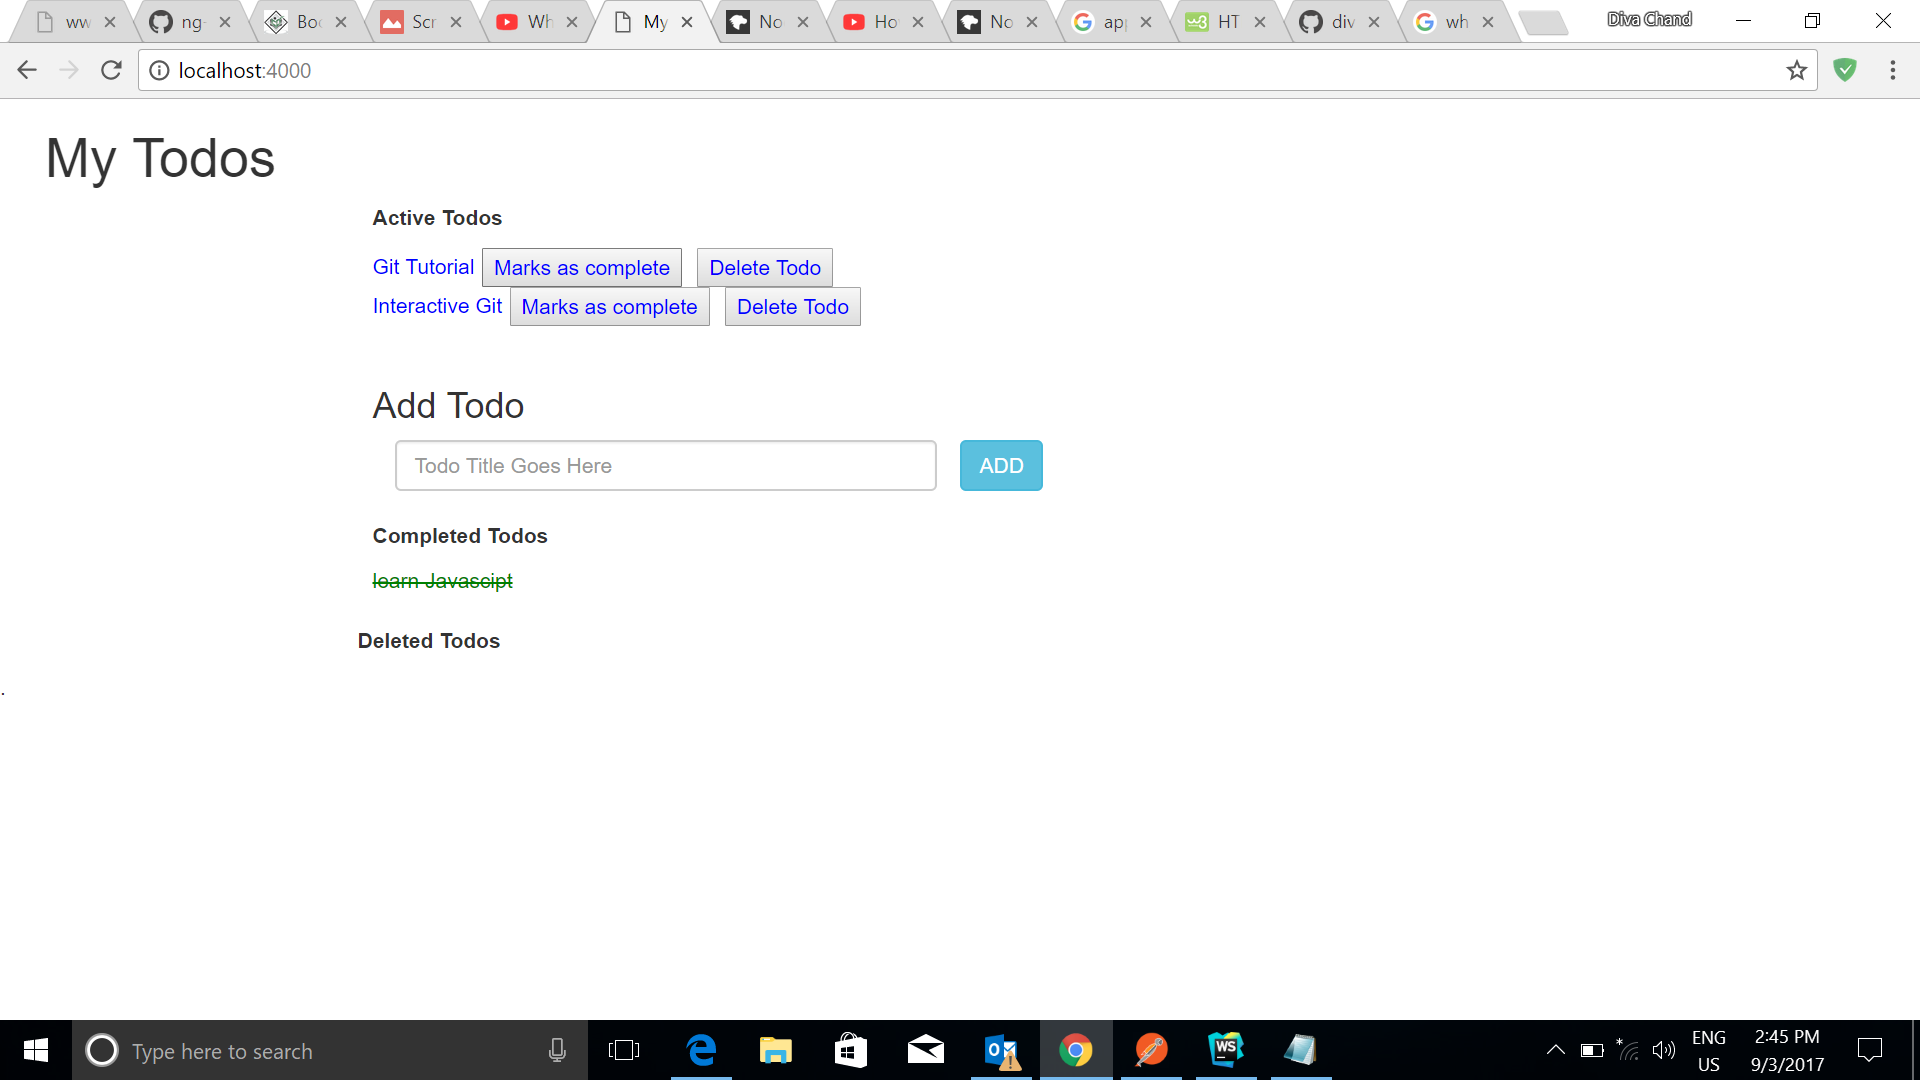 ww ng- Boc Scr Wh My No Ho No app HT div wh Diva Chand
localhost:4000
My Todos
Active Todos
Git Tutorial Marks as complete Delete Todo
Interactive Git Marks as complete Delete Todo
Add Todo
Todo Title Goes Here ADD
Completed Todos
learn Javascipt
Deleted Todos
.
Type here to search
ENG
US
2:45 PM
9/3/2017